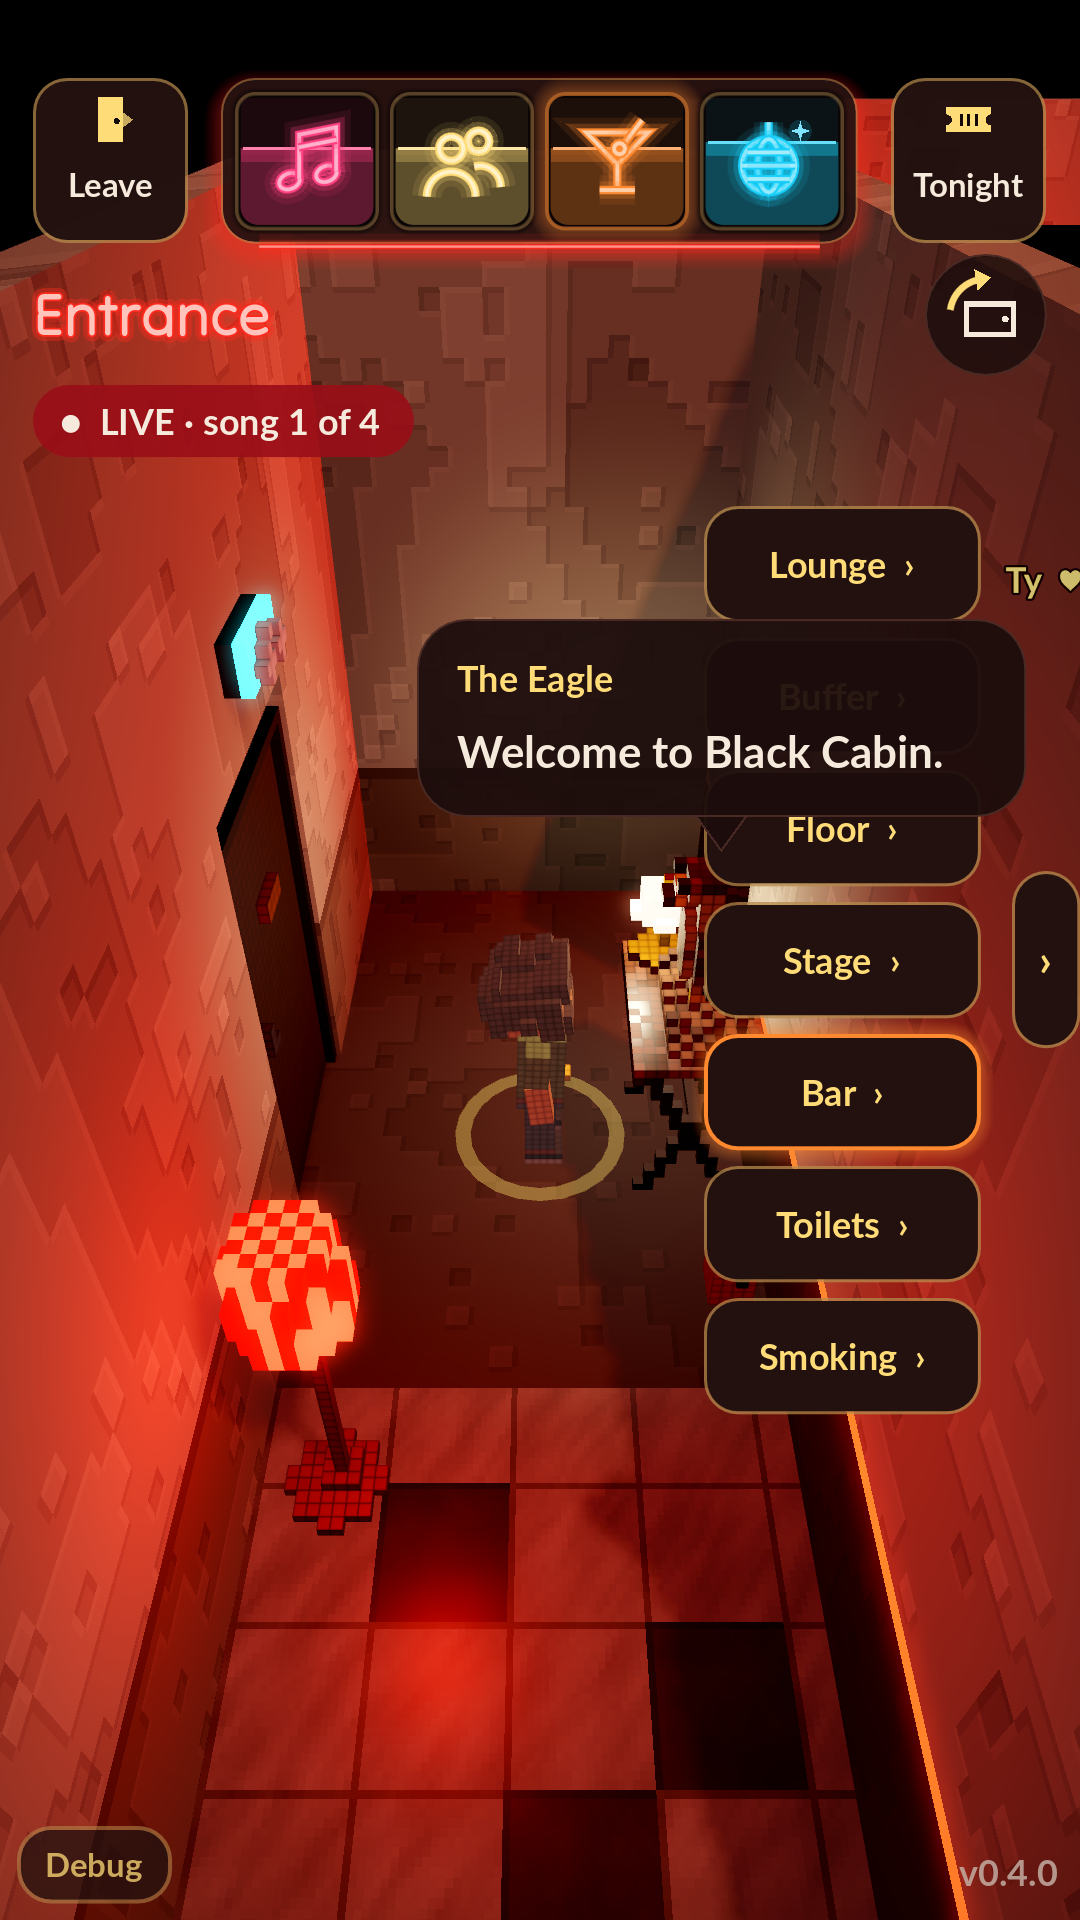 Leave
Tonight
Entrance
LIVE · song 1 of 4
Lounge ›
Ty
The Eagle
Buffer ›
Welcome to Black Cabin.
Floor ›
Stage ›
›
Bar ›
Toilets ›
Smoking ›
Debug
v0.4.0